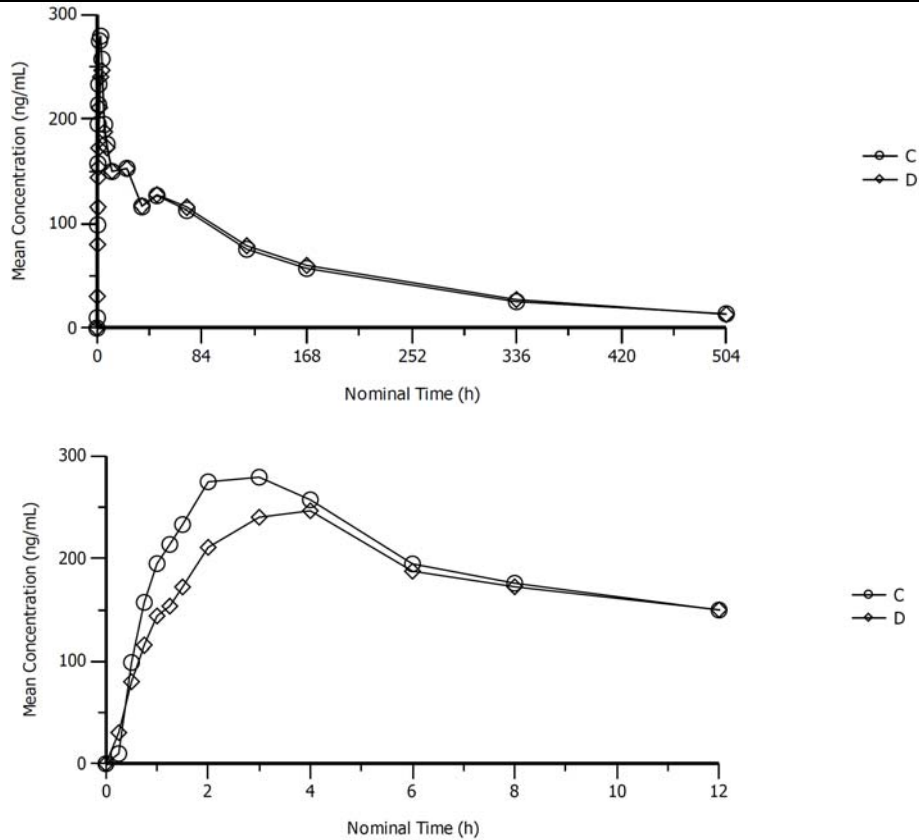 300
200
100
0
Mean Concentration (ng/mL)
0 84 168 252 336 420 504
Nominal Time (h)
C
D
300
200
100
0
Mean Concentration (ng/mL)
0 2 4 6 8 10 12
Nominal Time (h)
C
D